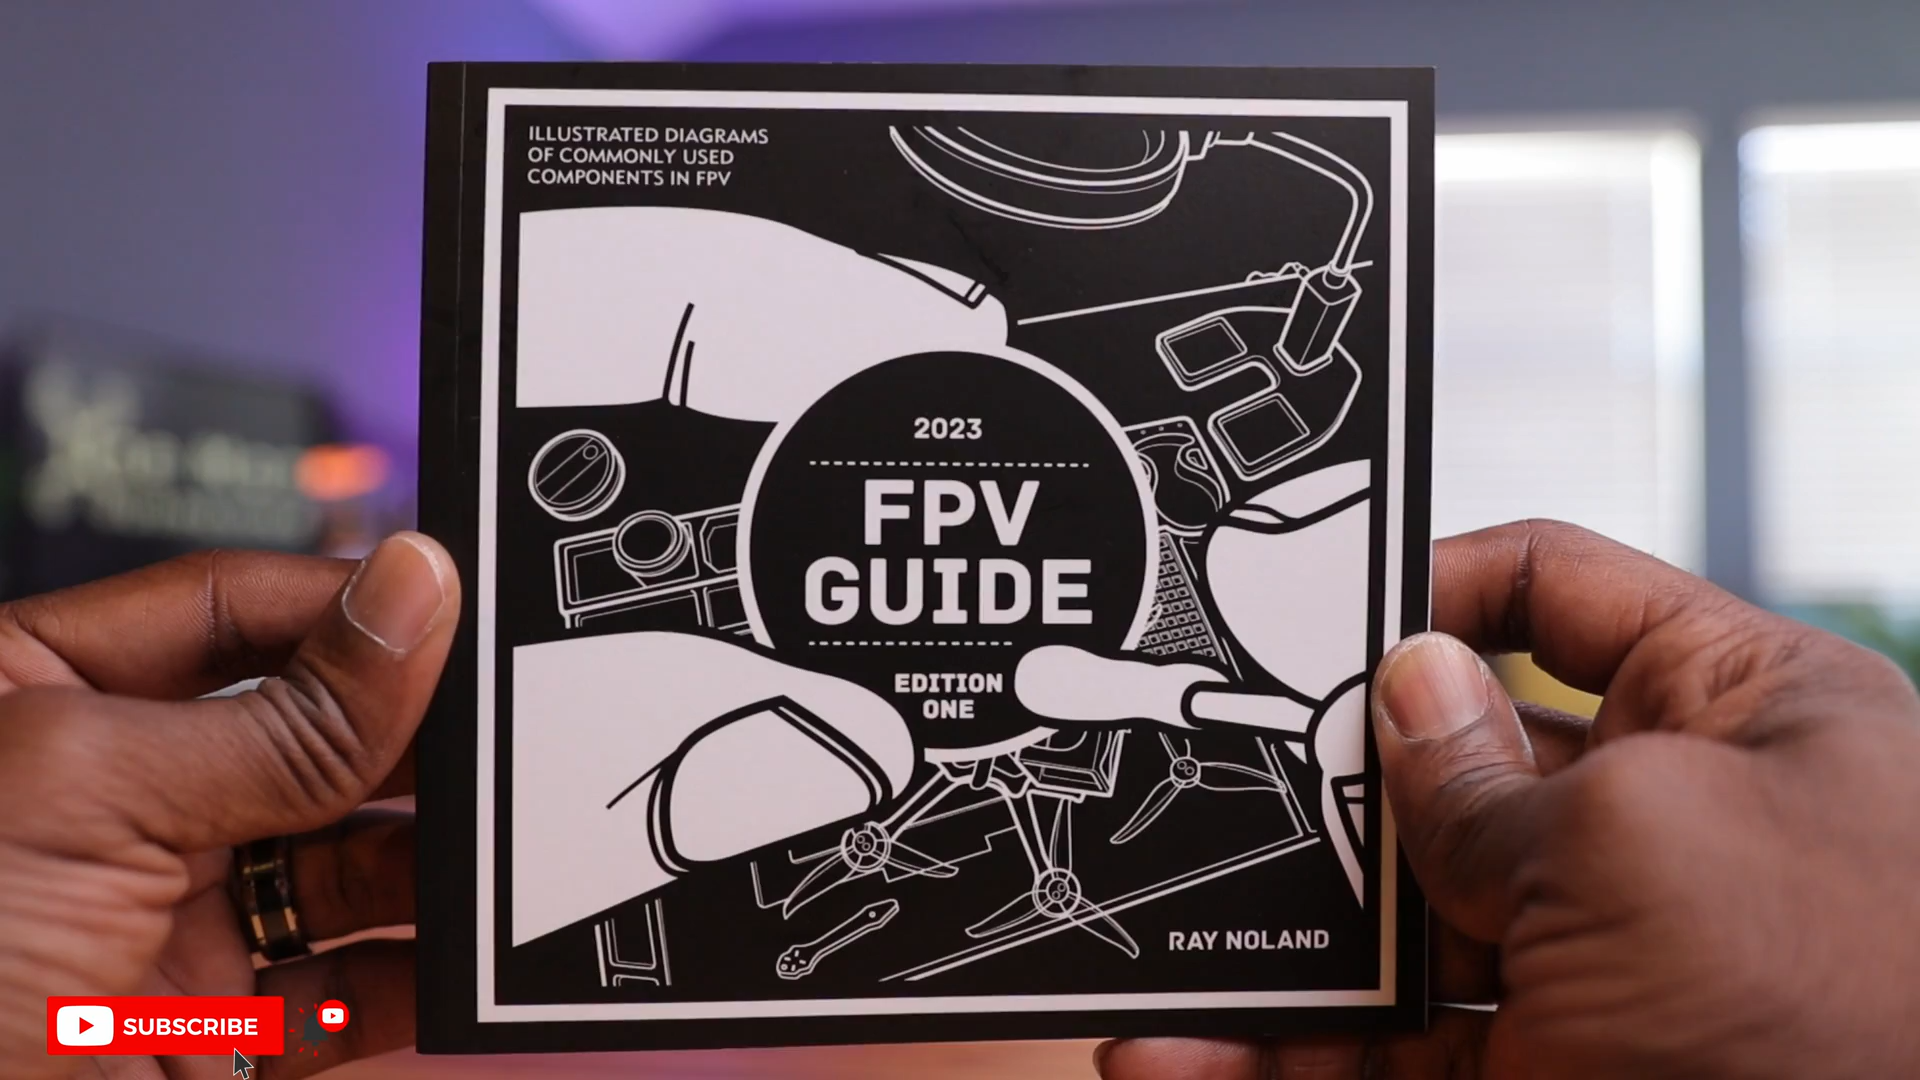 ILLUSTRATED DIAGRAMS
OF COMMONLY USED
COMPONENTS IN FPV
2023
FPV
GUIDE
EDITION
ONE
RAY NOLAND
SUBSCRIBE